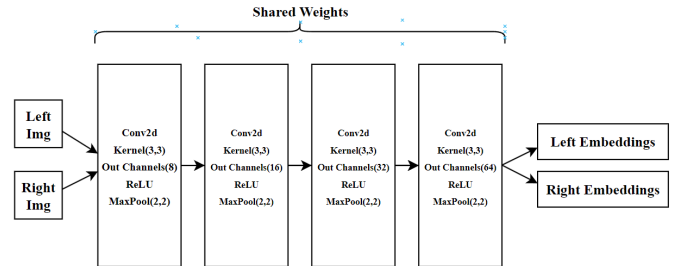 Shared Weights
Left
Img
Right
Img
Conv2d
Kernel(3,3)
Out Channels(8)
ReLU
MaxPool(2,2)
Conv2d
Kernel(3,3)
Out Channels(16)
ReLU
MaxPool(2,2)
Conv2d
Kernel(3,3)
Out Channels(32)
ReLU
MaxPool(2,2)
Conv2d
Kernel(3,3)
Out Channels(64)
ReLU
MaxPool(2,2)
Left Embeddings
Right Embeddings